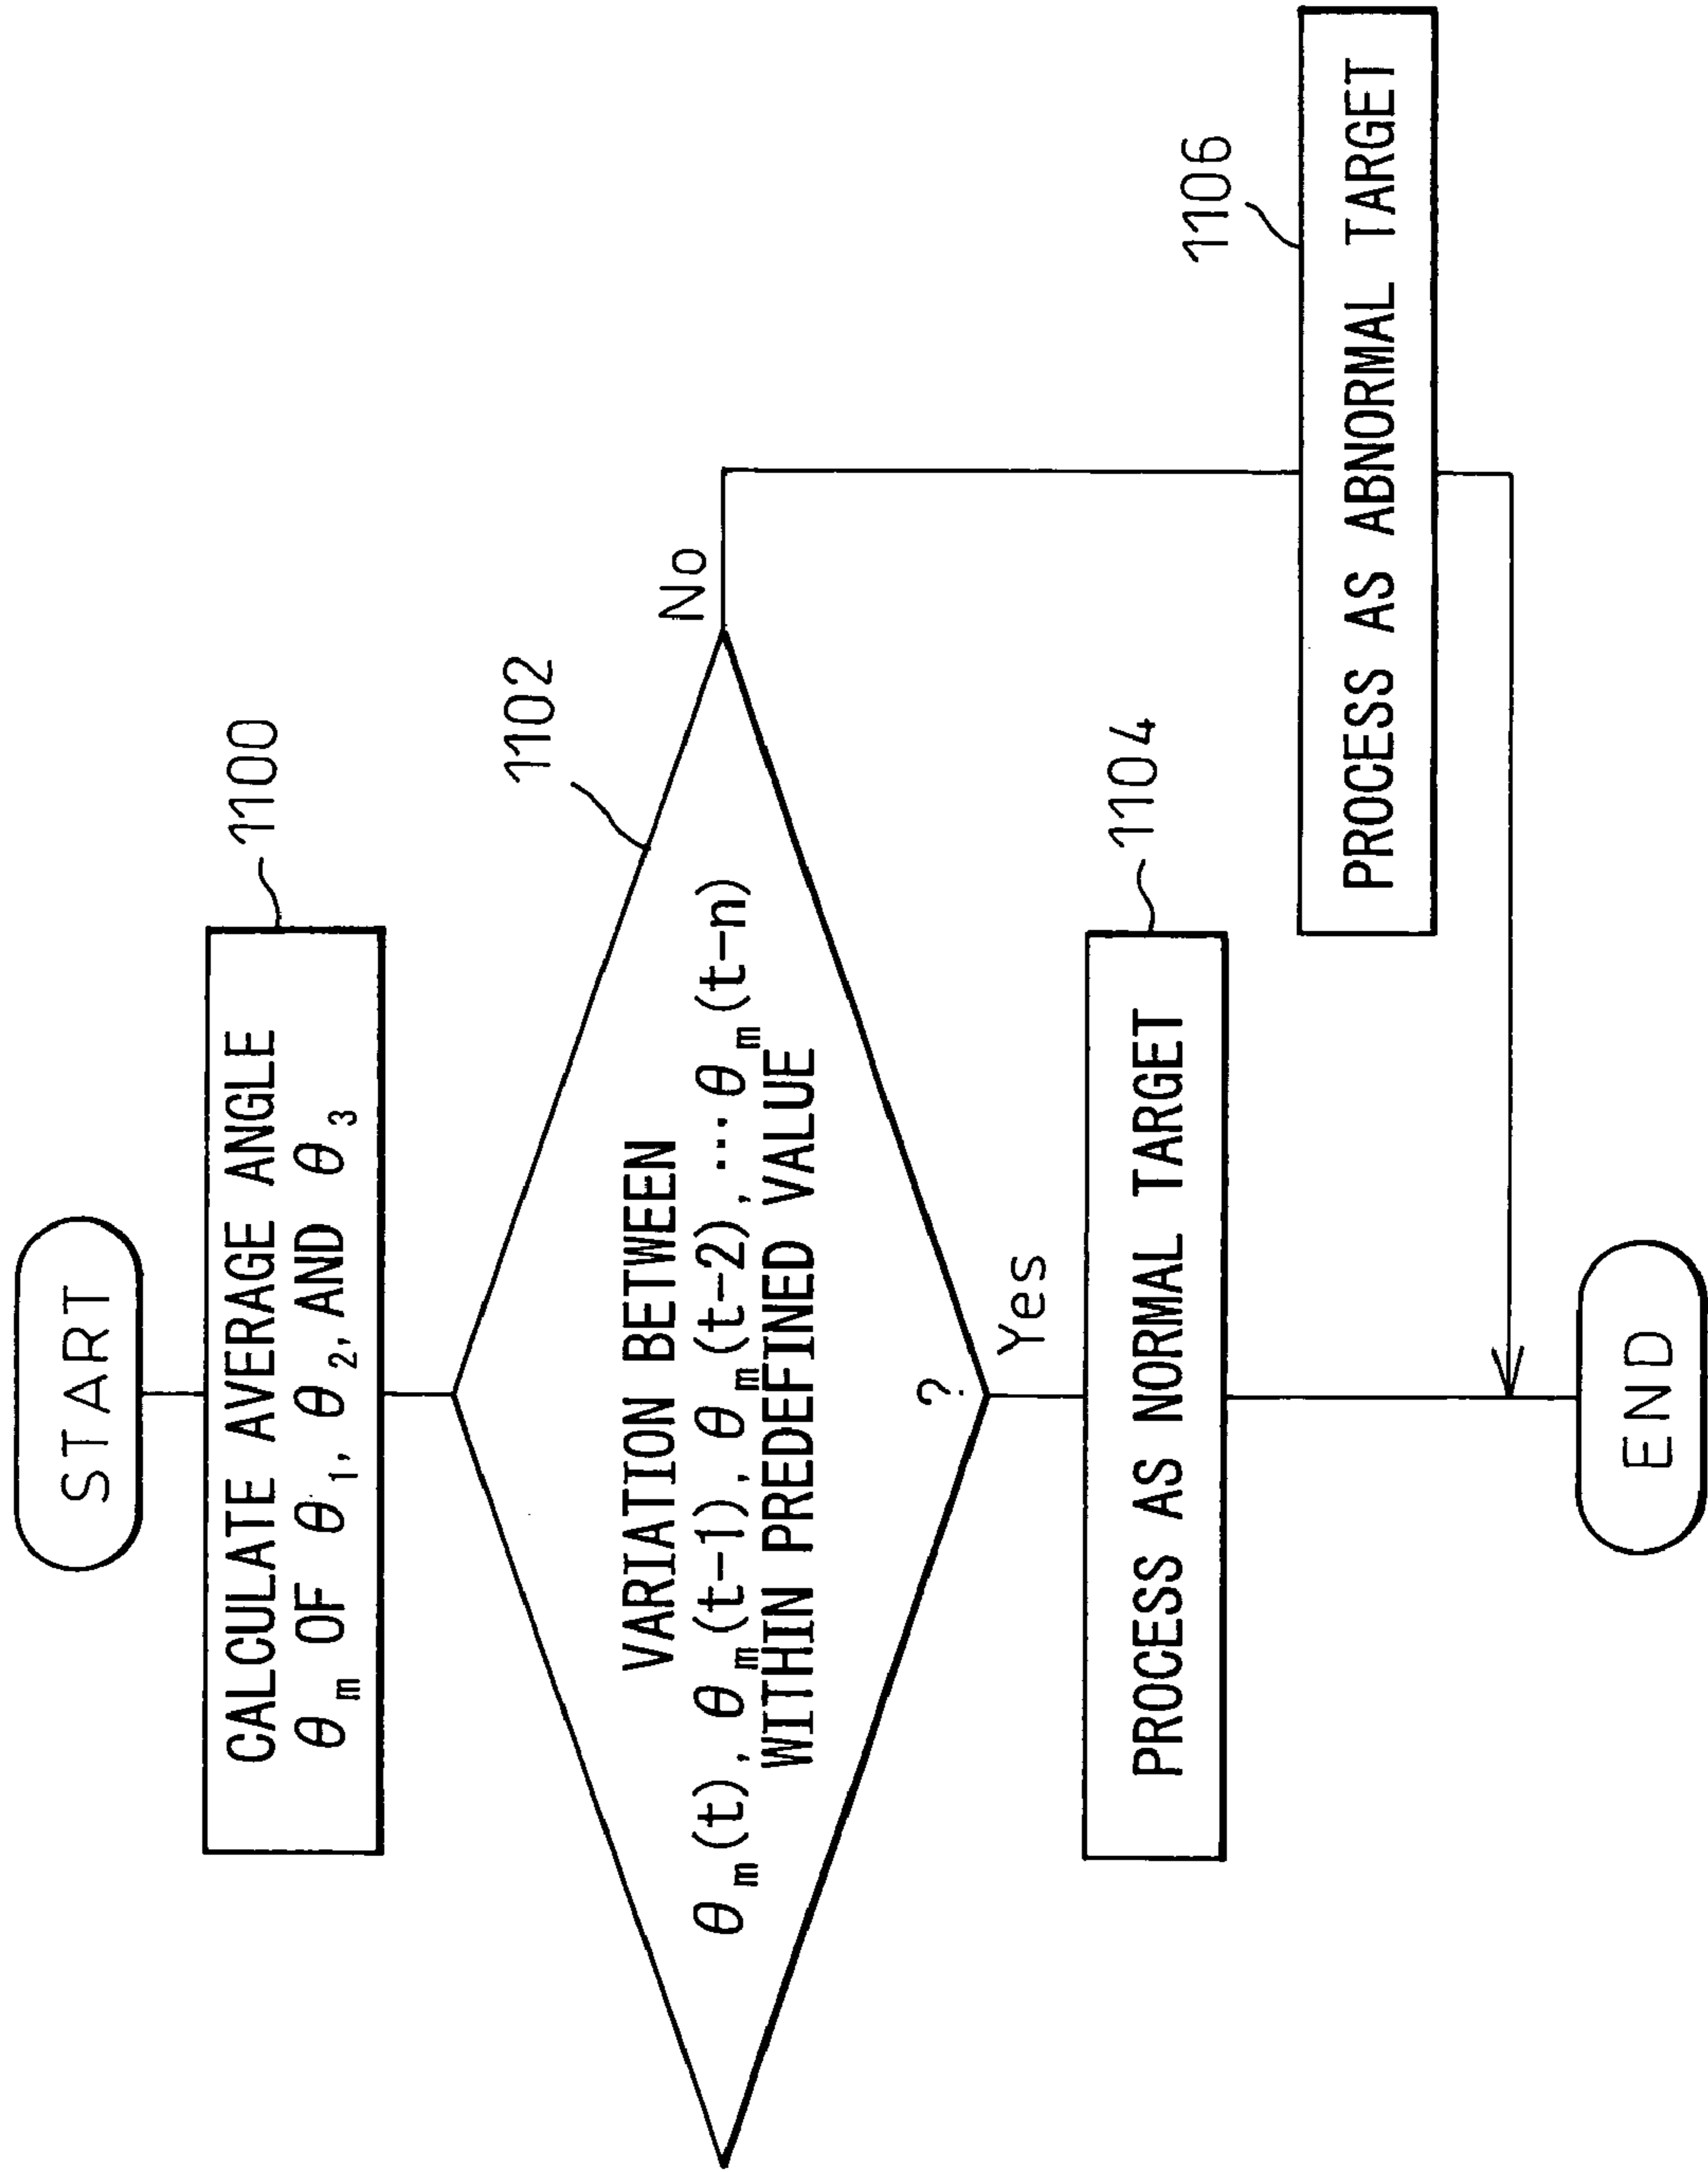 START
1100
CALCULATE AVERAGE ANGLE
θm OF θ1, θ2, AND θ3
1102
VARIATION BETWEEN
θm(t), θm(t-1), θm(t-2), ··· θm(t-n)
WITHIN PREDEFINED VALUE
?
No
Yes
1104
PROCESS AS NORMAL TARGET
1106
PROCESS AS ABNORMAL TARGET
END